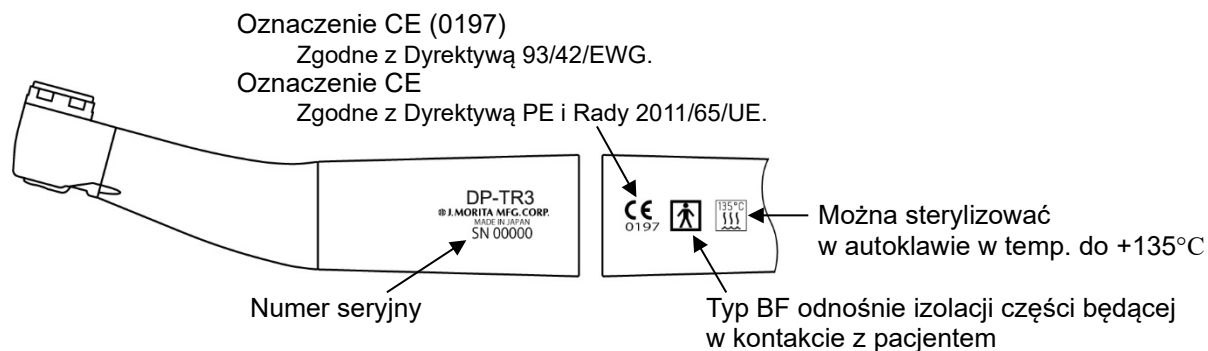 Oznaczenie CE (0197)
Zgodne z Dyrektywą 93/42/EWG.
Oznaczenie CE
Zgodne z Dyrektywą PE i Rady 2011/65/UE.
DP-TR3
J.MORITA MFG.CORP.
MADE IN JAPAN
SN 00000
CE
0197
135°C
Można sterylizować
w autoklawie w temp. do +135°C
Numer seryjny
Typ BF odnośnie izolacji części będącej
w kontakcie z pacjentem